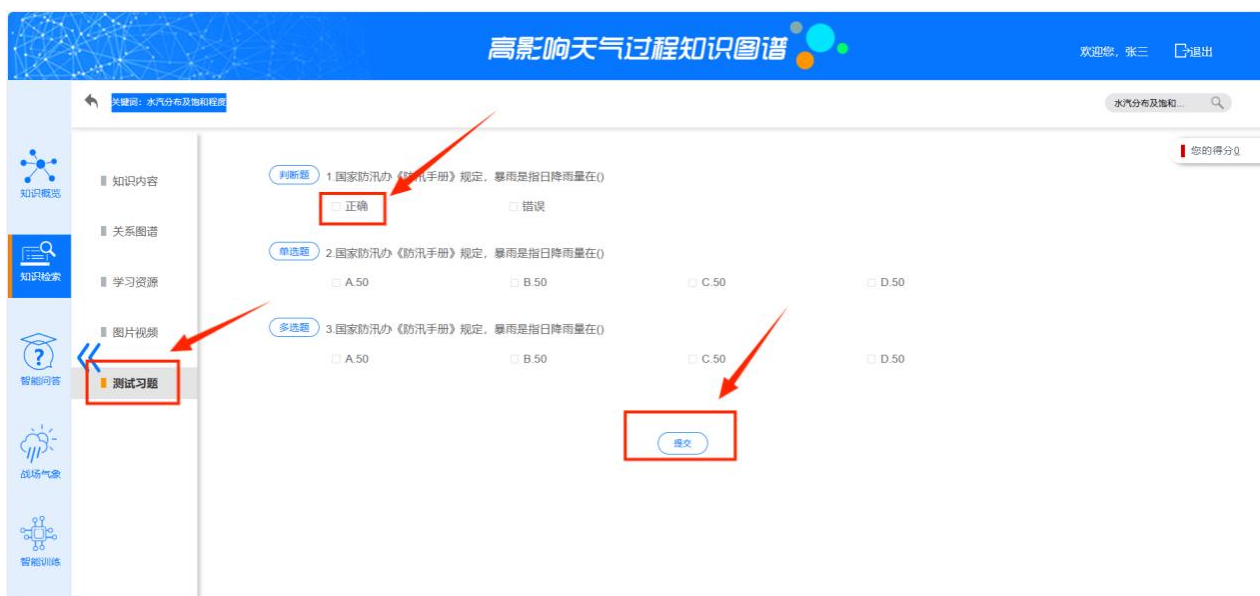 高影响天气过程知识图谱
欢迎您，张三 退出
关键词：水汽分布及饱和程度
水汽分布及饱和...
您的得分0
知识概览
知识检索
智能问答
战场气象
智能训练
知识内容
关系图谱
学习资源
图片视频
测试习题
判断题 1.国家防汛办《防汛手册》规定，暴雨是指日降雨量在()
正确 错误
单选题 2.国家防汛办《防汛手册》规定，暴雨是指日降雨量在()
A.50 B.50 C.50 D.50
多选题 3.国家防汛办《防汛手册》规定，暴雨是指日降雨量在()
A.50 B.50 C.50 D.50
提交